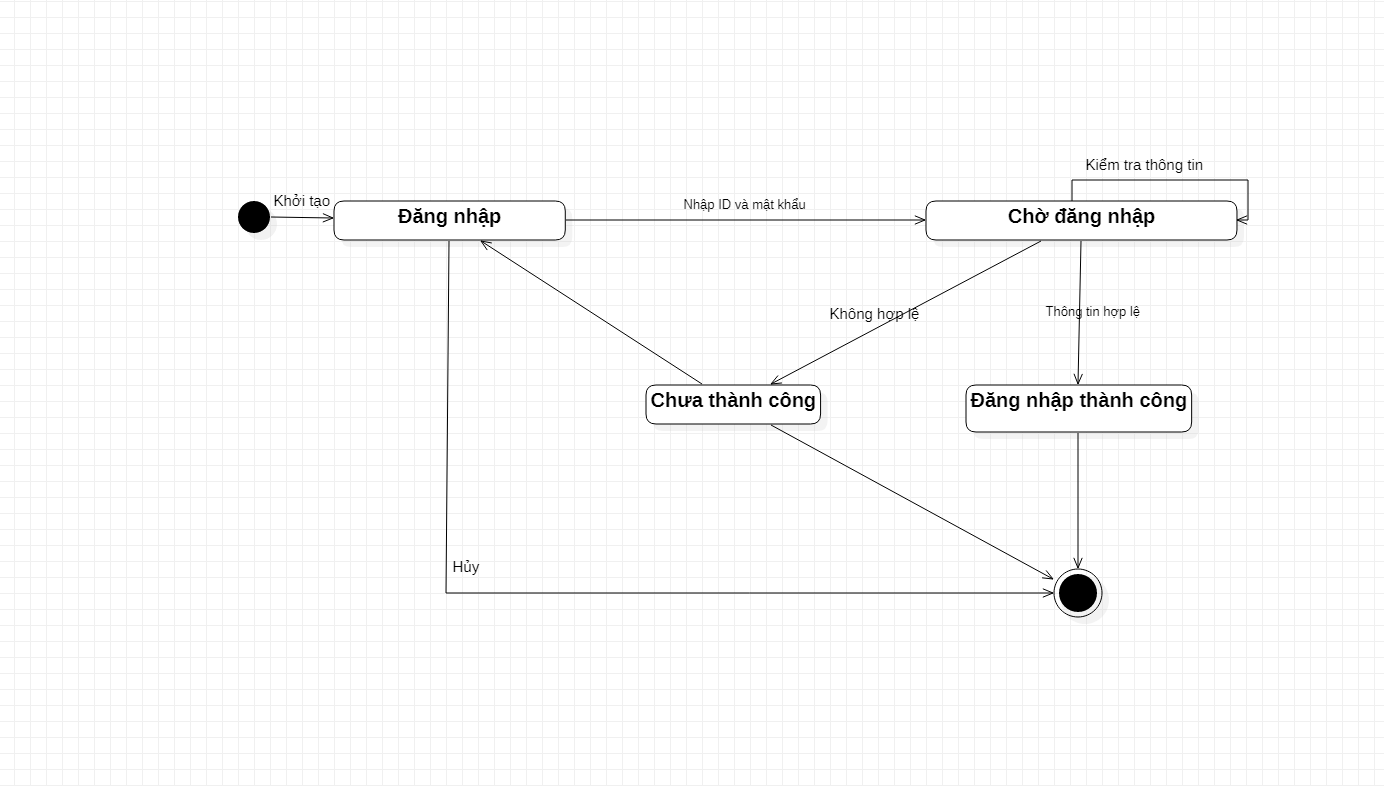 Kiểm tra thông tin
Khởi tạo
Đăng nhập
Nhập ID và mật khẩu
Chờ đăng nhập
Không hợp lệ
Thông tin hợp lệ
Chưa thành công
Đăng nhập thành công
Hủy